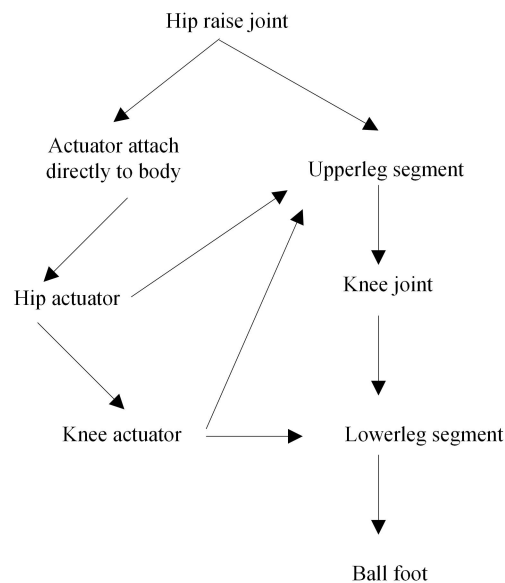 Hip raise joint
Actuator attach
directly to body
Upperleg segment
Hip actuator
Knee joint
Knee actuator
Lowerleg segment
Ball foot